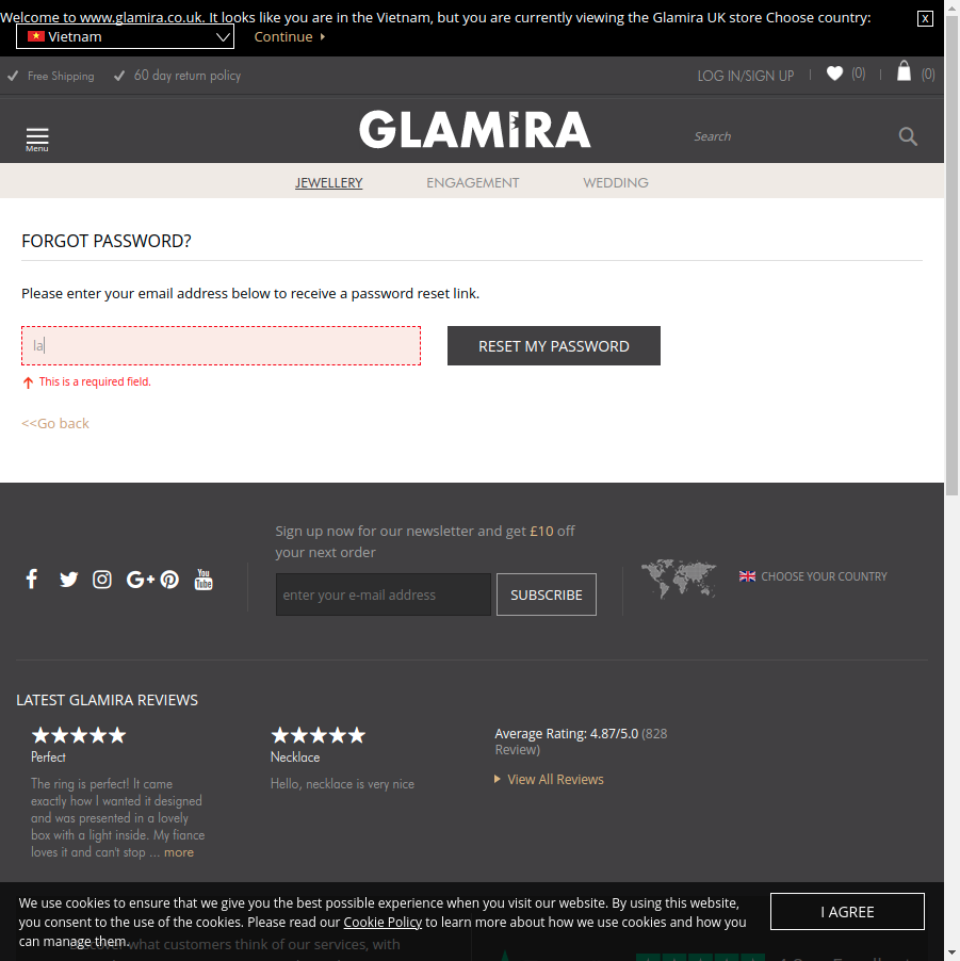 Welcome to www.glamira.co.uk. It looks like you are in the Vietnam, but you are currently viewing the Glamira UK store Choose country:
X
Vietnam
Continue
Free Shipping
60 day return policy
LOG IN/SIGN UP
(0)
(0)
Menu
GLAMIRA
Search
JEWELLERY
ENGAGEMENT
WEDDING
FORGOT PASSWORD?
Please enter your email address below to receive a password reset link.
la
RESET MY PASSWORD
This is a required field.
<<Go back
Sign up now for our newsletter and get £10 off
your next order
You
Tube
enter your e-mail address
SUBSCRIBE
CHOOSE YOUR COUNTRY
LATEST GLAMIRA REVIEWS
Perfect
The ring is perfect! It came
exactly how I wanted it designed
and was presented in a lovely
box with a light inside. My fiance
loves it and can't stop ... more
Necklace
Hello, necklace is very nice
Average Rating: 4.87/5.0 (828
Review)
View All Reviews
We use cookies to ensure that we give you the best possible experience when you visit our website. By using this website,
you consent to the use of the cookies. Please read our Cookie Policy to learn more about how we use cookies and how you
can manage them.
I AGREE
what customers think of our services, with